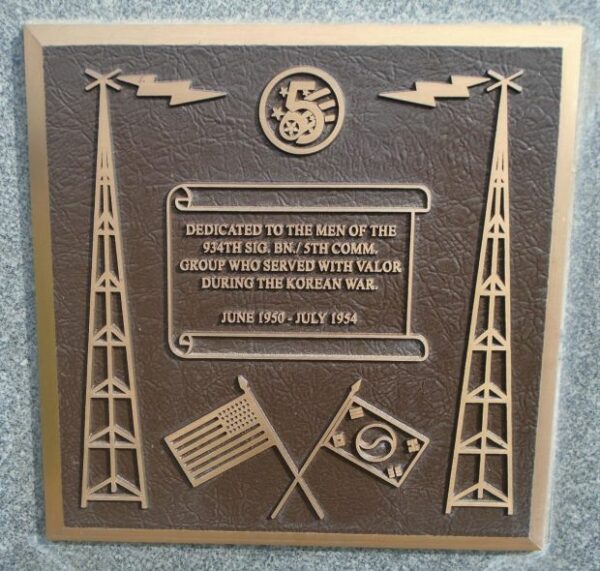 5
DEDICATED TO THE MEN OF THE
934TH SIG. BN./ 5TH COMM.
GROUP WHO SERVED WITH VALOR
DURING THE KOREAN WAR.
JUNE 1950 - JULY 1954